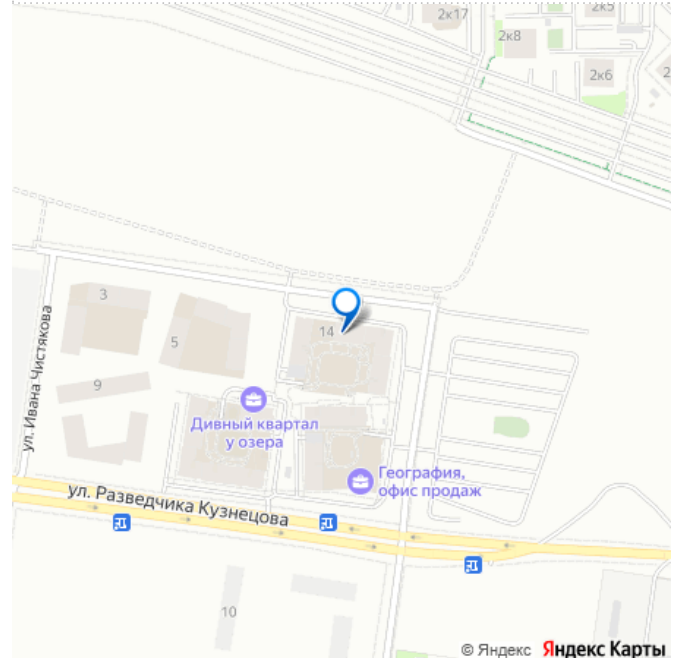 2к17
2к5
2к8
2к6
2
3
14
5
ул. Ивана Чистякова
9
Дивный квартал
у озера
География,
офис продаж
ул. Разведчика Кузнецова
10
© Яндекс Яндекс Карты